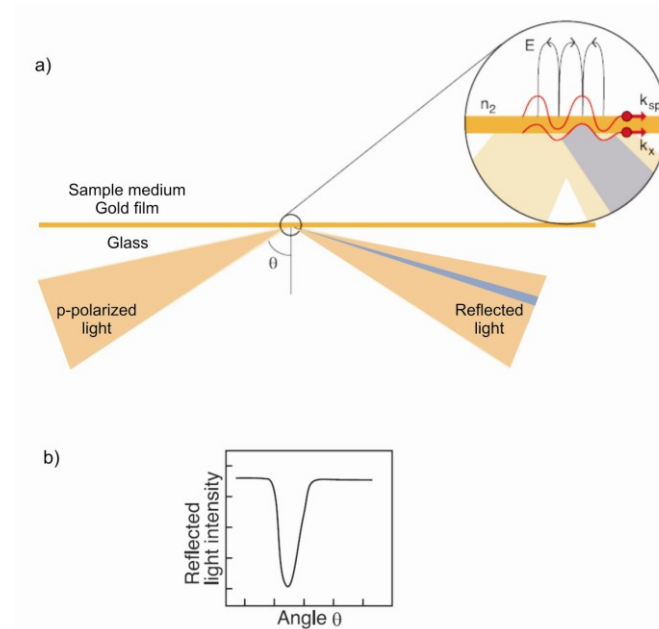 a)
E
n₂
kₛₚ
kₓ
Sample medium
Gold film
Glass
θ
p-polarized
light
Reflected
light
b)
Reflected
light intensity
Angle θ